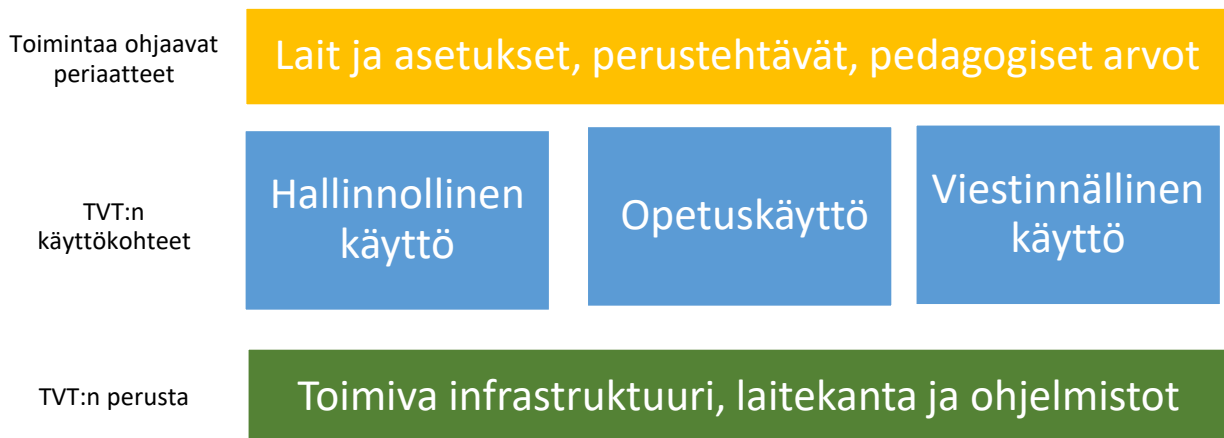 Toimintaa ohjaavat
periaatteet
Lait ja asetukset, perustehtävät, pedagogiset arvot
TVT:n
käyttökohteet
Hallinnollinen
käyttö
Opetuskäyttö
Viestinnällinen
käyttö
TVT:n perusta
Toimiva infrastruktuuri, laitekanta ja ohjelmistot